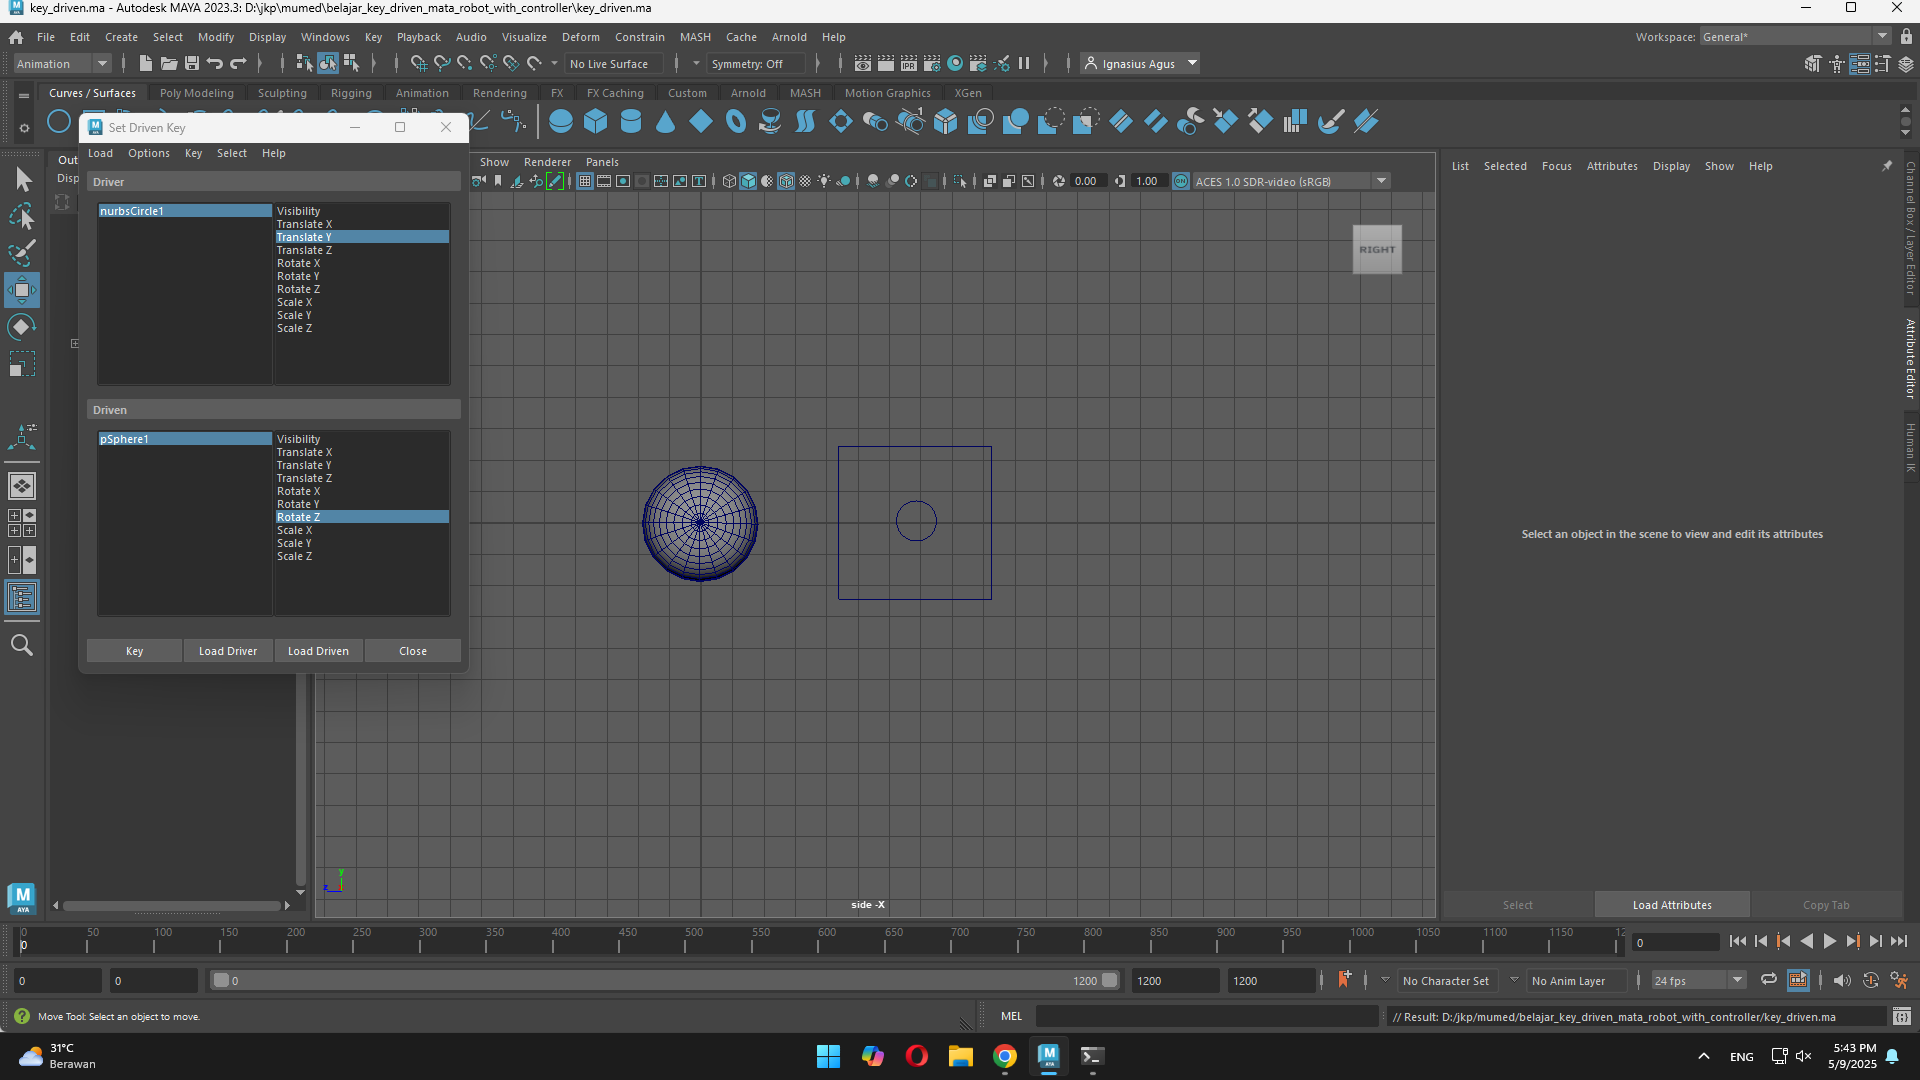 key_driven.ma - Autodesk MAYA 2023.3: D:\jkp\mumed\belajar_key_driven_mata_robot_with_controller\key_driven.ma
File Edit Create Select Modify Display Windows Key Playback Audio Visualize Deform Constrain MASH Cache Arnold Help
Workspace: General*
Animation
No Live Surface
Symmetry: Off
IPR
Ignasius Agus
Curves / Surfaces Poly Modeling Sculpting Rigging Animation Rendering FX FX Caching Custom Arnold MASH Motion Graphics XGen
Set Driven Key
Load Options Key Select Help
Driver
nurbsCircle1
Visibility
Translate X
Translate Y
Translate Z
Rotate X
Rotate Y
Rotate Z
Scale X
Scale Y
Scale Z
Driven
pSphere1
Visibility
Translate X
Translate Y
Translate Z
Rotate X
Rotate Y
Rotate Z
Scale X
Scale Y
Scale Z
Key Load Driver Load Driven Close
Out
Disp
Show Renderer Panels
0.00 1.00 ON ACES 1.0 SDR-video (sRGB)
RIGHT
y
z
side -X
List Selected Focus Attributes Display Show Help
Select an object in the scene to view and edit its attributes
Select Load Attributes Copy Tab
Channel Box / Layer Editor
Attribute Editor
Human IK
M
AYA
0 50 100 150 200 250 300 350 400 450 500 550 600 650 700 750 800 850 900 950 1000 1050 1100 1150 12
0
0
0 0 0 1200 1200 1200 No Character Set No Anim Layer 24 fps
Move Tool: Select an object to move.
MEL
// Result: D:/jkp/mumed/belajar_key_driven_mata_robot_with_controller/key_driven.ma
31°C
Berawan
ENG
5:43 PM
5/9/2025